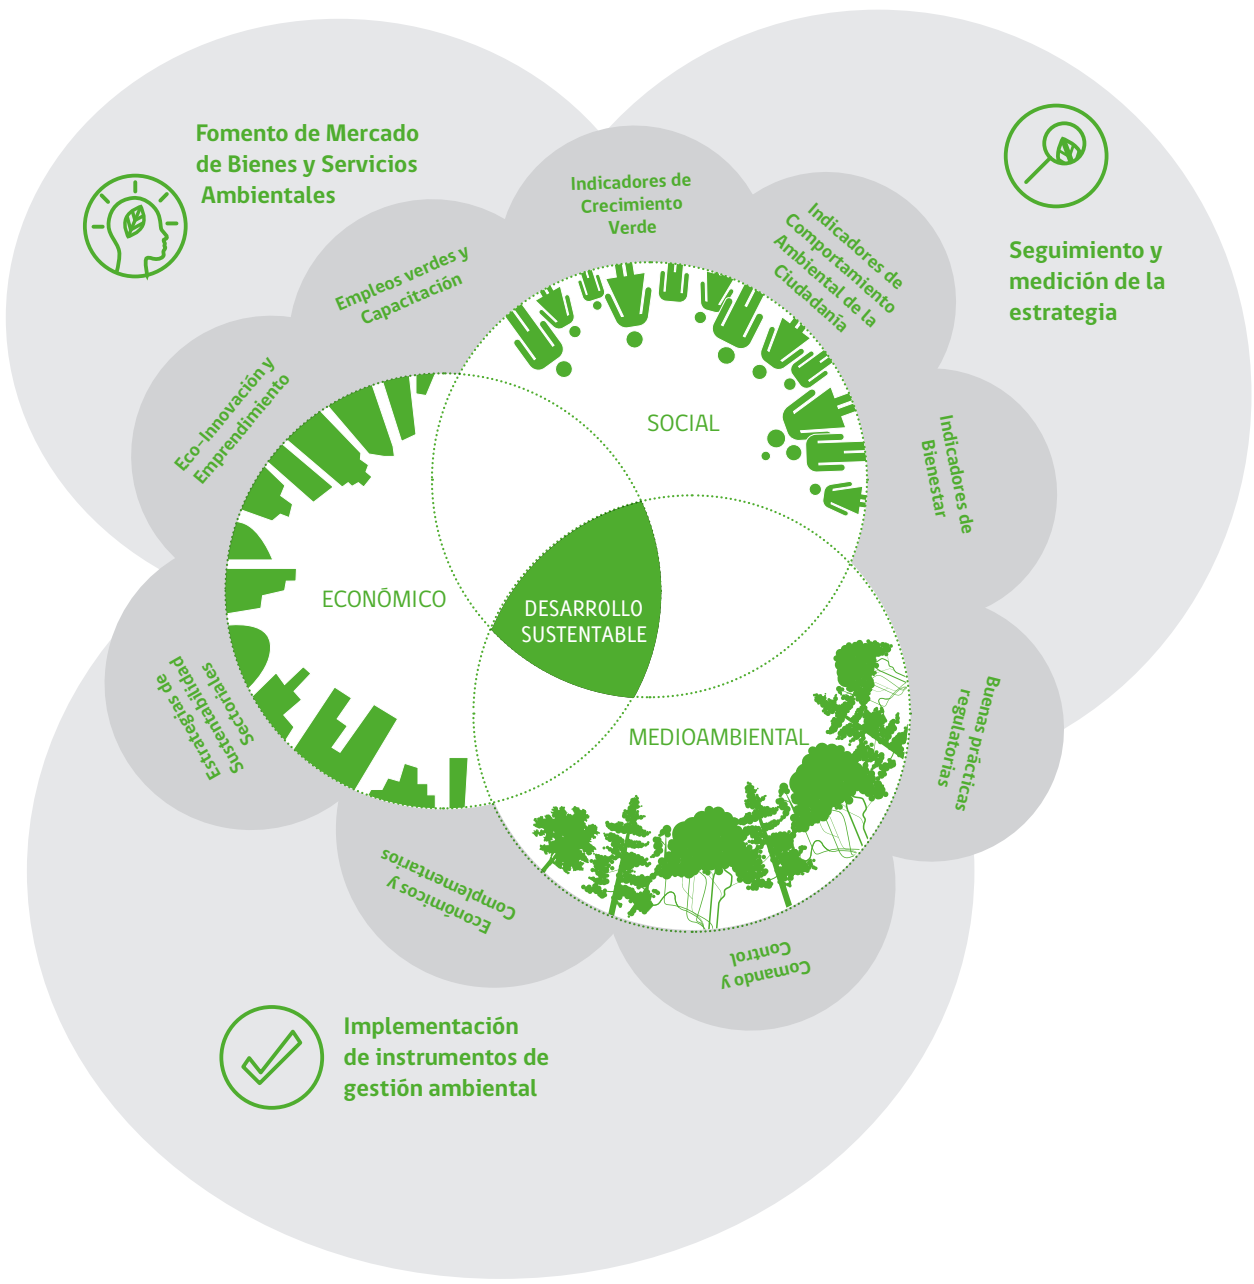 Fomento de Mercado
de Bienes y Servicios
Ambientales
Seguimiento y
medición de la
estrategia
Indicadores de
Crecimiento
Verde
Indicadores de
Comportamiento
Ambiental de la
Ciudadanía
Empleos verdes y
Capacitación
Eco-Innovación y
Emprendimiento
Indicadores de
Bienestar
SOCIAL
ECONÓMICO
DESARROLLO
SUSTENTABLE
MEDIOAMBIENTAL
Estrategias de
Sustentabilidad
Sectoriales
Buenas prácticas
regulatorias
Económicos y
Complementarios
Comando y
Control
Implementación
de instrumentos de
gestión ambiental